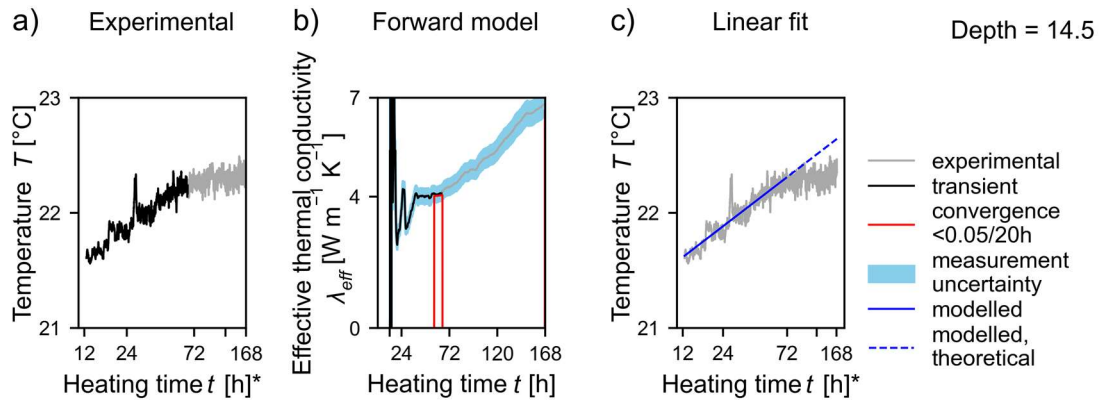 a) Experimental
b) Forward model
c) Linear fit
Depth = 14.5
Temperature T [°C]
23
22
21
12 24 72 168
Heating time t [h]*
Effective thermal conductivity
λeff [W m⁻¹ K⁻¹]
7
4
0
24 72 120 168
Heating time t [h]
Temperature T [°C]
23
22
21
12 24 72 168
Heating time t [h]*
experimental
transient
convergence
<0.05/20h
measurement
uncertainty
modelled
modelled,
theoretical